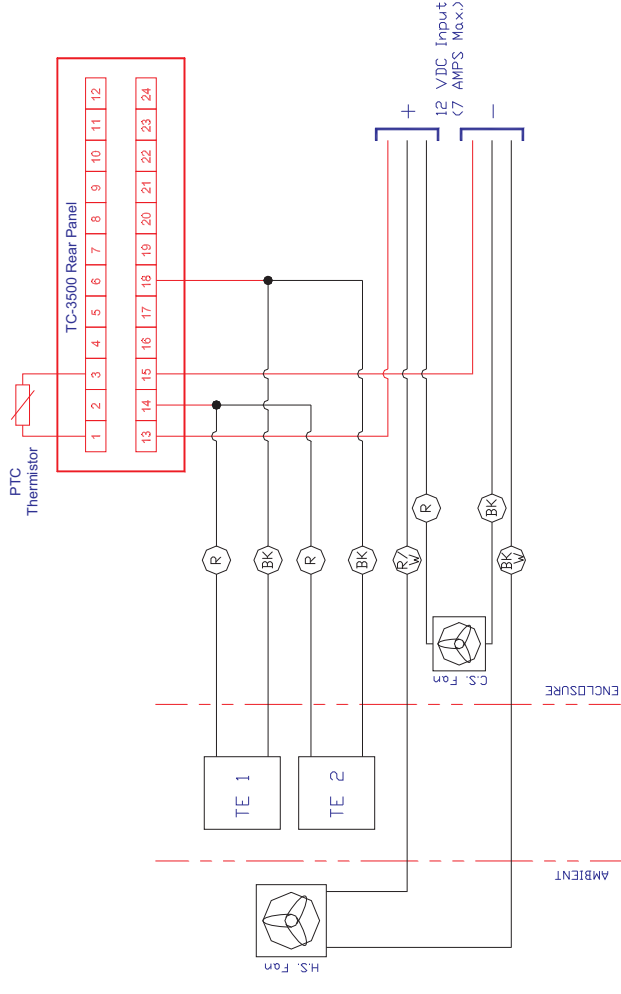 PTC
Thermistor
TC-3500 Rear Panel
1
2
3
4
5
6
7
8
9
10
11
12
13
14
15
16
17
18
19
20
21
22
23
24
+
12 VDC Input
(7 AMPS Max.)
-
R
BK
R
BK
R/
W
R
BK
BK
W
C.S. Fan
ENCLOSURE
TE 1
TE 2
AMBIENT
H.S. Fan